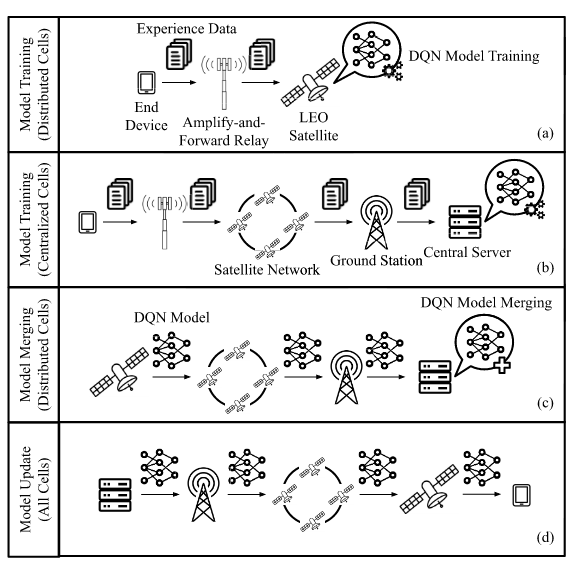 Model Training
(Distributed Cells)
Experience Data
End
Device
Amplify-and-
Forward Relay
LEO
Satellite
DQN Model Training
(a)
Model Training
(Centralized Cells)
Satellite Network
Ground Station
Central Server
(b)
Model Merging
(Distributed Cells)
DQN Model
DQN Model Merging
(c)
Model Update
(All Cells)
(d)